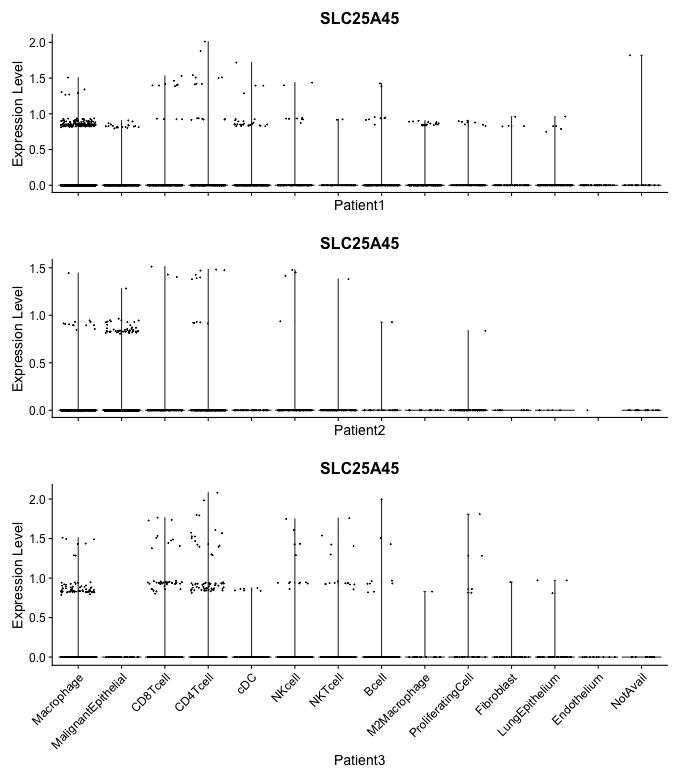 SLC25A45
Expression Level
2.0
1.5
1.0
0.5
0.0
Patient1
SLC25A45
Expression Level
1.5
1.0
0.5
0.0
Patient2
SLC25A45
Expression Level
2.0
1.5
1.0
0.5
0.0
Macrophage
MalignantEpithelial
CD8Tcell
CD4Tcell
cDC
NKcell
NKTcell
Bcell
M2Macrophage
ProliferatingCell
Fibroblast
LungEpithelium
Endothelium
NotAvail
Patient3